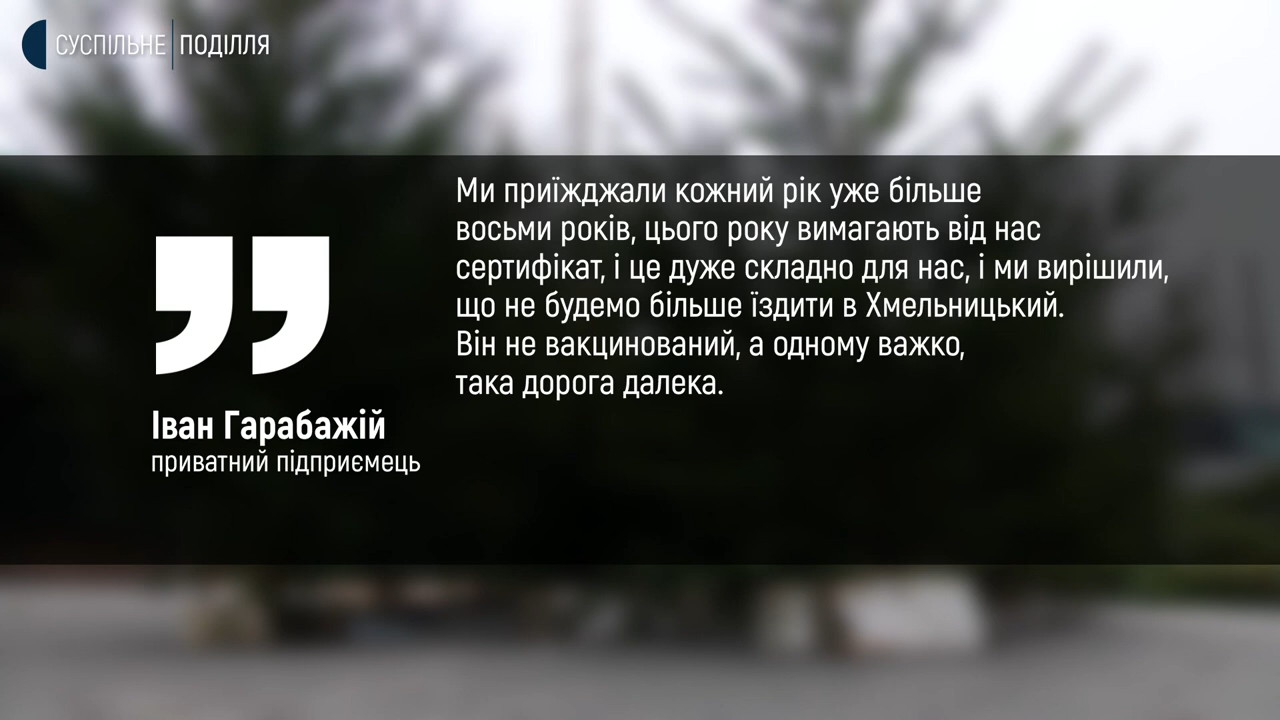 СУСПІЛЬНЕ ПОДІЛЛЯ
Ми приїжджали кожний рік уже більше
восьми років, цього року вимагають від нас
сертифікат, і це дуже складно для нас, і ми вирішили,
що не будемо більше їздити в Хмельницький.
Він не вакцинований, а одному важко,
така дорога далека.
Іван Гарабажій
приватний підприємець